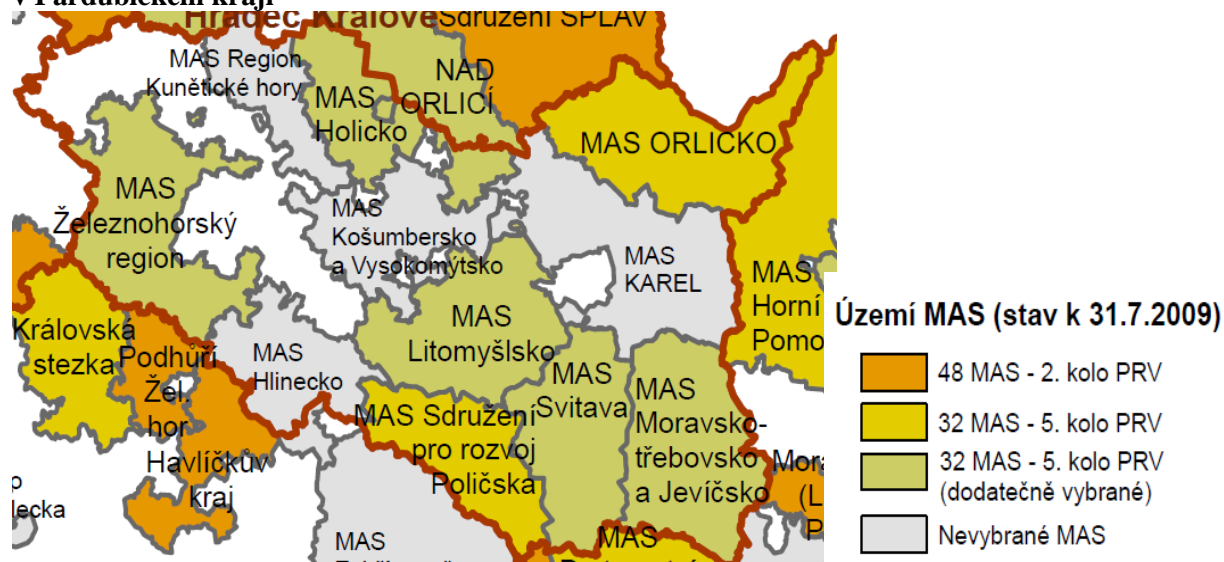 v Pardubickém kraji
Hradec Králové
Sdružení SPLAV
MAS Region
Kunětické hory
NAD
ORLICÍ
MAS
Holicko
MAS ORLICKO
MAS
Železnohorský
region
MAS
Košumbersko
a Vysokomýtsko
MAS
KAREL
MAS
Horní
Pomo
Královská
stezka
Podhůří
Žel.
hor
MAS
Hlinecko
MAS
Litomyšlsko
MAS
Svitava
MAS
Moravsko-
třebovsko
a Jevíčsko
MAS Sdružení
pro rozvoj
Poličska
Havlíčkův
kraj
Mora
(L
P
p
lecka
MAS
MAS
Území MAS (stav k 31.7.2009)
48 MAS - 2. kolo PRV
32 MAS - 5. kolo PRV
32 MAS - 5. kolo PRV
(dodatečně vybrané)
Nevybrané MAS